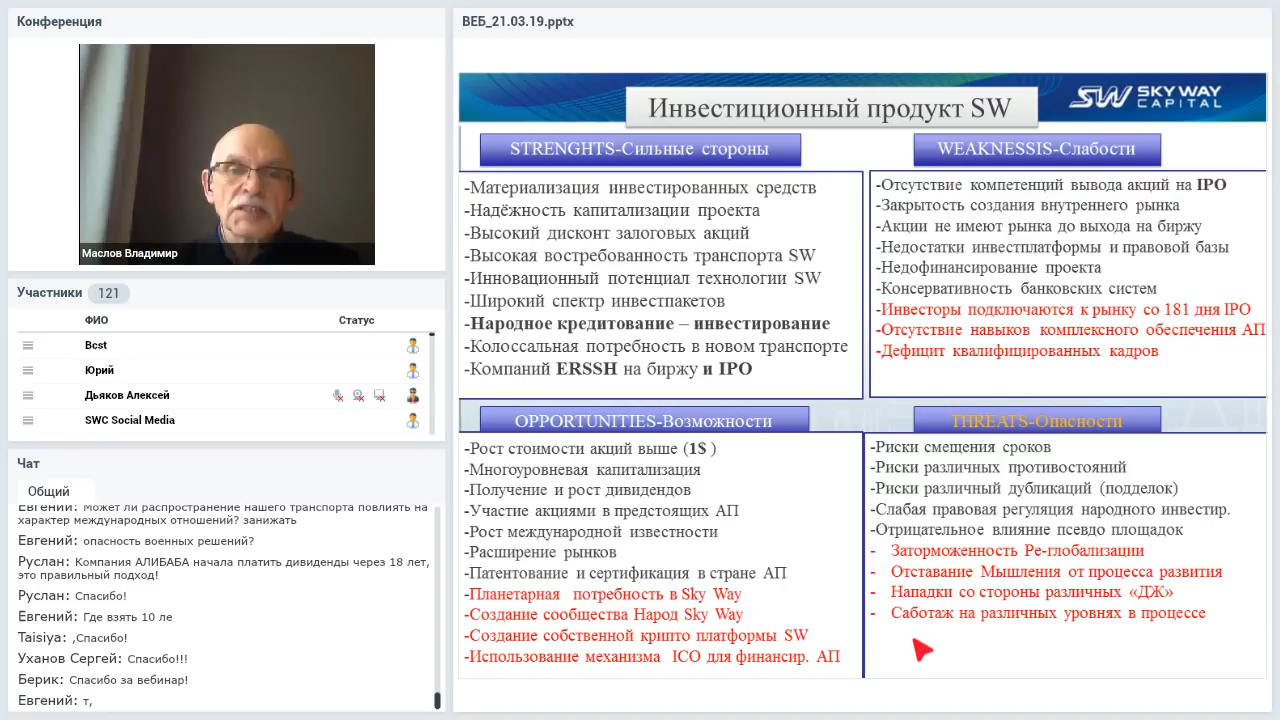 Конференция
Маслов Владимир
Участники 121
ФИО Статус
Bcst
Юрий
Дьяков Алексей
SWC Social Media
Чат
Общий
Евгений: Может ли распространение нашего транспорта повлиять на
характер международных отношений? занижать
Евгений: опасность военных решений?
Руслан: Компания АЛИБАБА начала платить дивиденды через 18 лет,
это правильный подход!
Руслан: Спасибо!
Евгений: Где взять 10 ле
Taisiya: ,Спасибо!
Уханов Сергей: Спасибо!!!
Берик: Спасибо за вебинар!
Евгений: т,
ВЕБ_21.03.19.pptx
Инвестиционный продукт SW
SW SKY WAY
CAPITAL
STRENGHTS-Сильные стороны
-Материализация инвестированных средств
-Надёжность капитализации проекта
-Высокий дисконт залоговых акций
-Высокая востребованность транспорта SW
-Инновационный потенциал технологии SW
-Широкий спектр инвестпакетов
-Народное кредитование – инвестирование
-Колоссальная потребность в новом транспорте
-Компаний ERSSH на биржу и IPO
WEAKNESSIS-Слабости
-Отсутствие компетенций вывода акций на IPO
-Закрытость создания внутреннего рынка
-Акции не имеют рынка до выхода на биржу
-Недостатки инвестплатформы и правовой базы
-Недофинансирование проекта
-Консервативность банковских систем
-Инвесторы подключаются к рынку со 181 дня IPO
-Отсутствие навыков комплексного обеспечения АП
-Дефицит квалифицированных кадров
OPPORTUNITIES-Возможности
-Рост стоимости акций выше (1$ )
-Многоуровневая капитализация
-Получение и рост дивидендов
-Участие акциями в предстоящих АП
-Рост международной известности
-Расширение рынков
-Патентование и сертификация в стране АП
-Планетарная потребность в Sky Way
-Создание сообщества Народ Sky Way
-Создание собственной крипто платформы SW
-Использование механизма ICO для финансир. АП
THREATS-Опасности
-Риски смещения сроков
-Риски различных противостояний
-Риски различный дубликаций (подделок)
-Слабая правовая регуляция народного инвестир.
-Отрицательное влияние псевдо площадок
- Заторможенность Ре-глобализации
- Отставание Мышления от процесса развития
- Нападки со стороны различных «ДЖ»
- Саботаж на различных уровнях в процессе